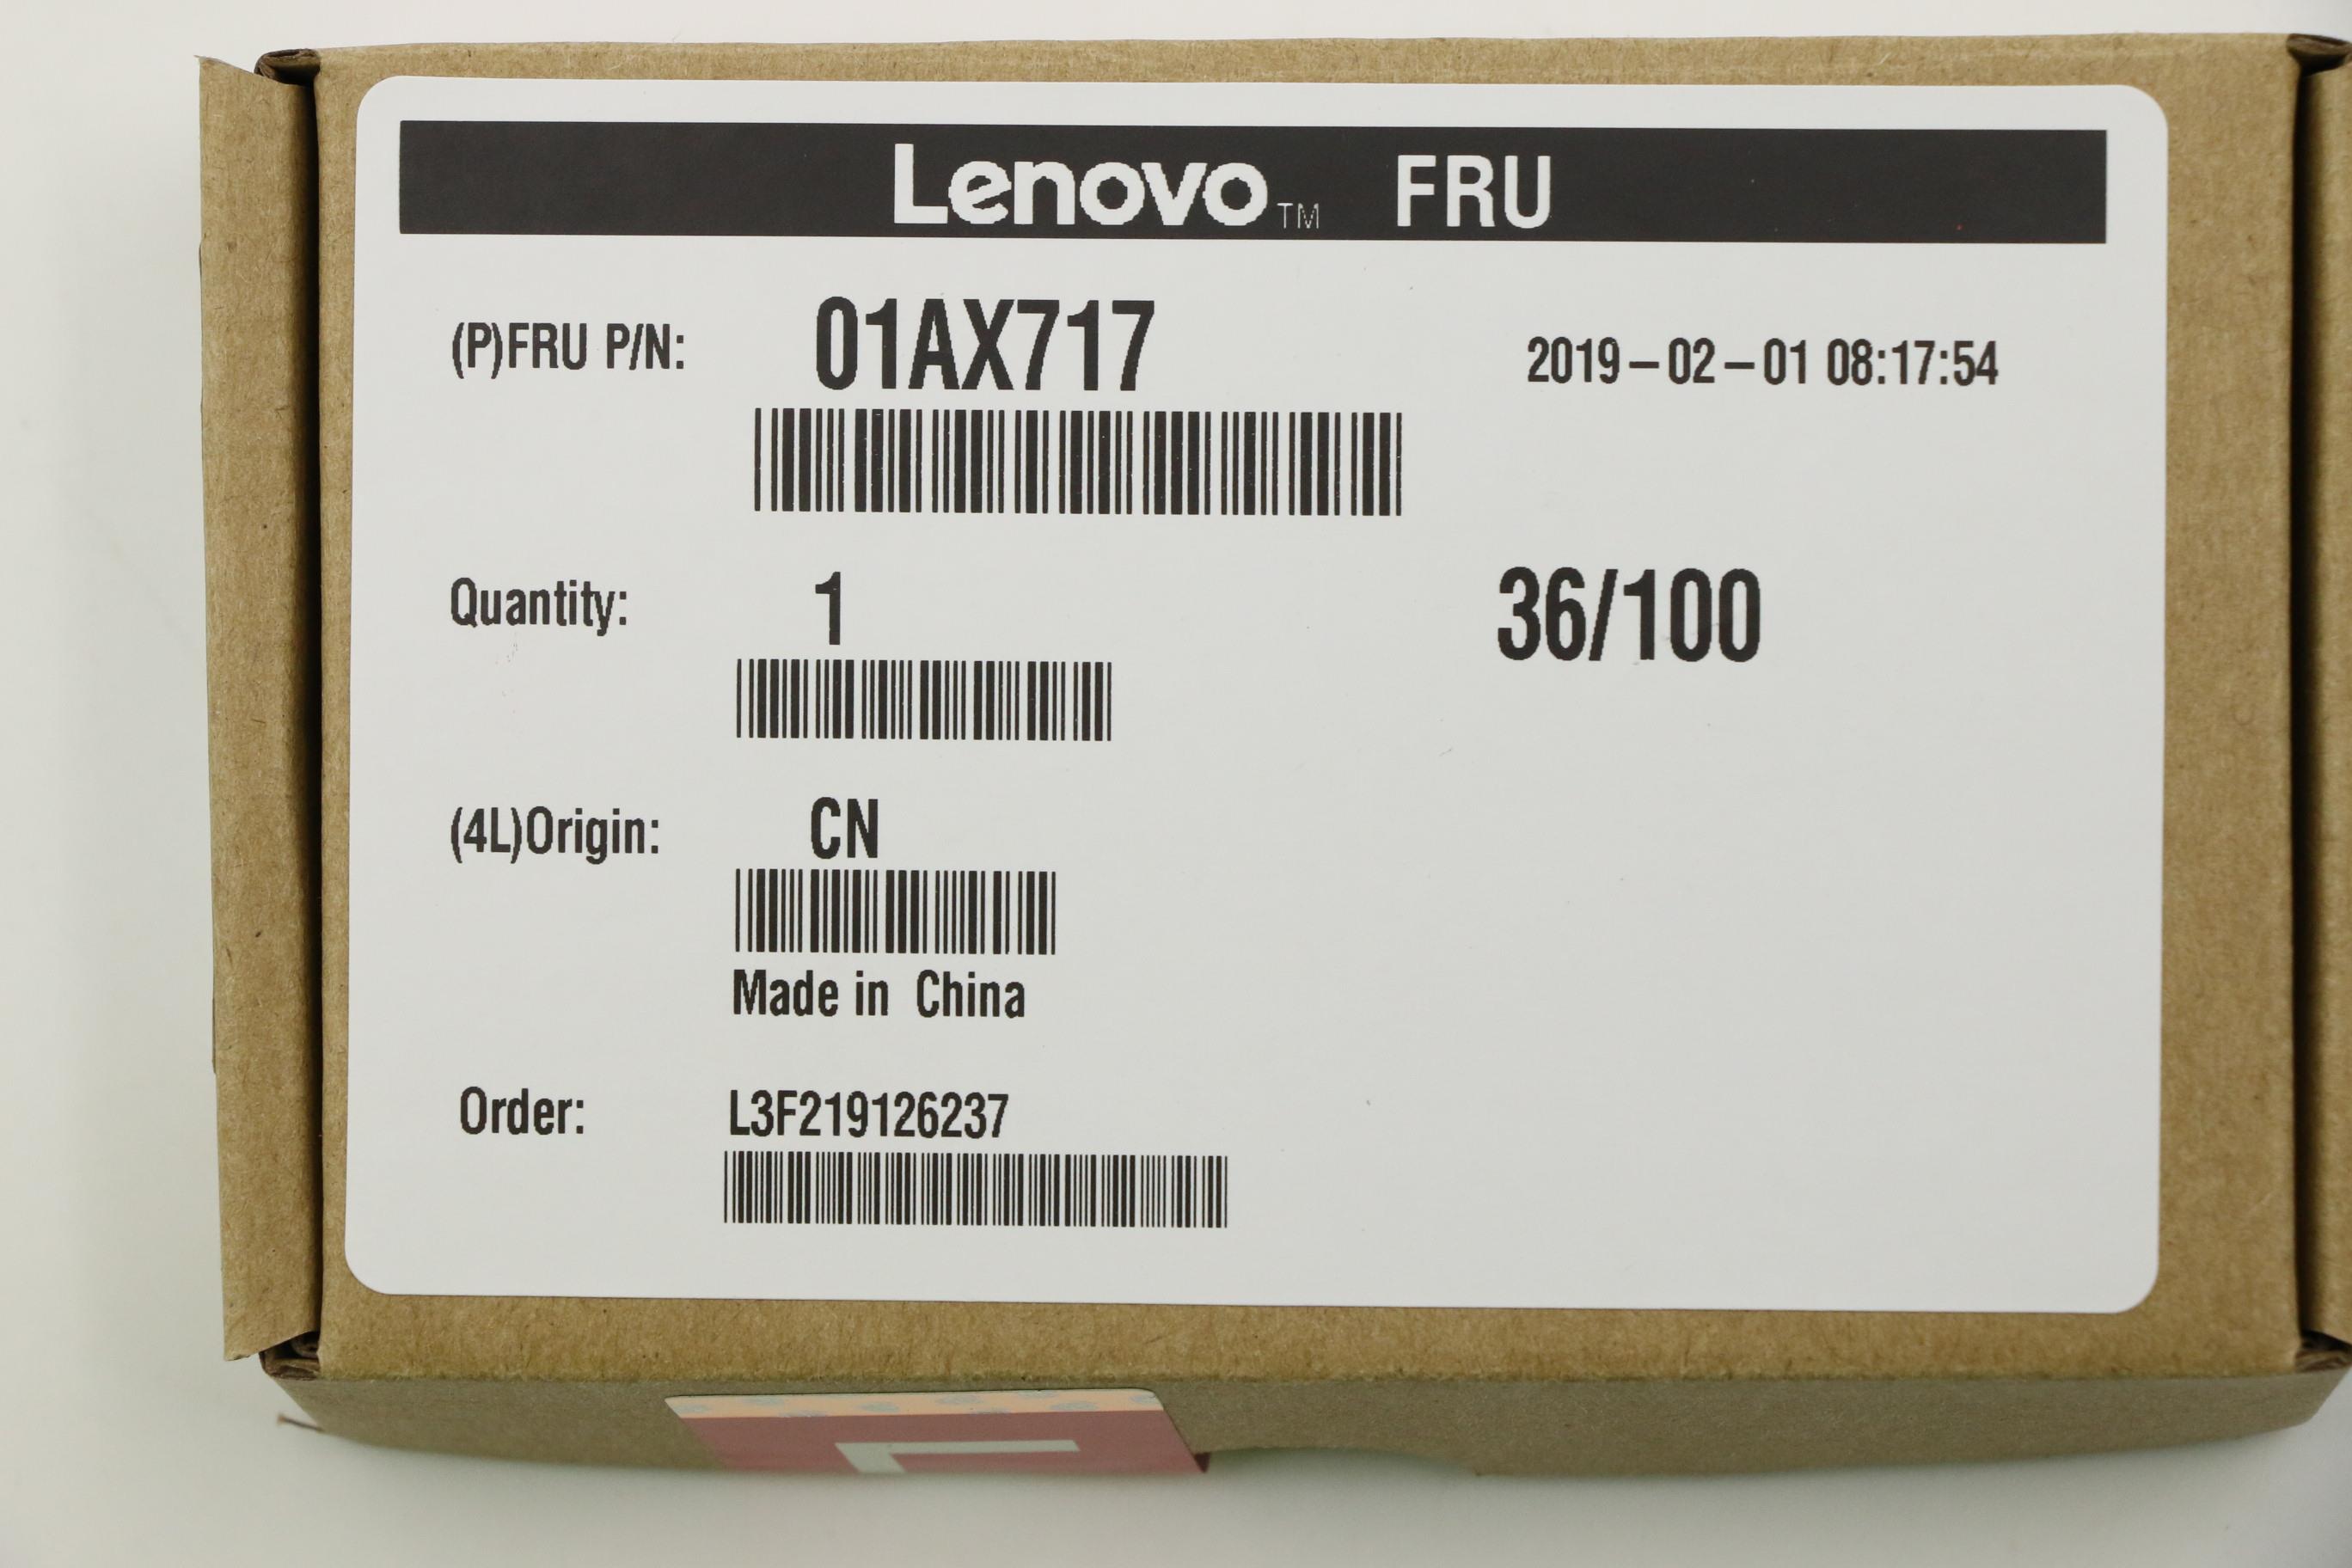 Lenovo™ FRU
(P)FRU P/N: 01AX717
2019-02-01 08:17:54
Quantity: 1
36/100
(4L)Origin: CN
Made in China
Order: L3F219126237
L